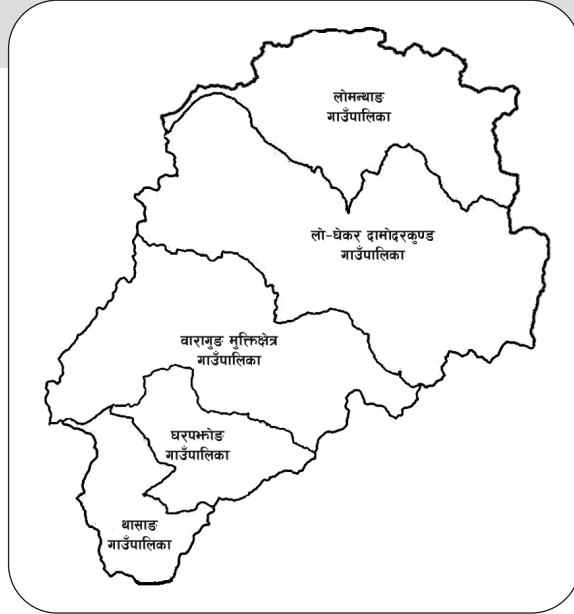 लोमन्थाङ
गाउँपालिका
लो-घेकर दामोदरकुण्ड
गाउँपालिका
वारागुङ मुक्तिक्षेत्र
गाउँपालिका
घरपझोङ
गाउँपालिका
थासाङ
गाउँपालिका